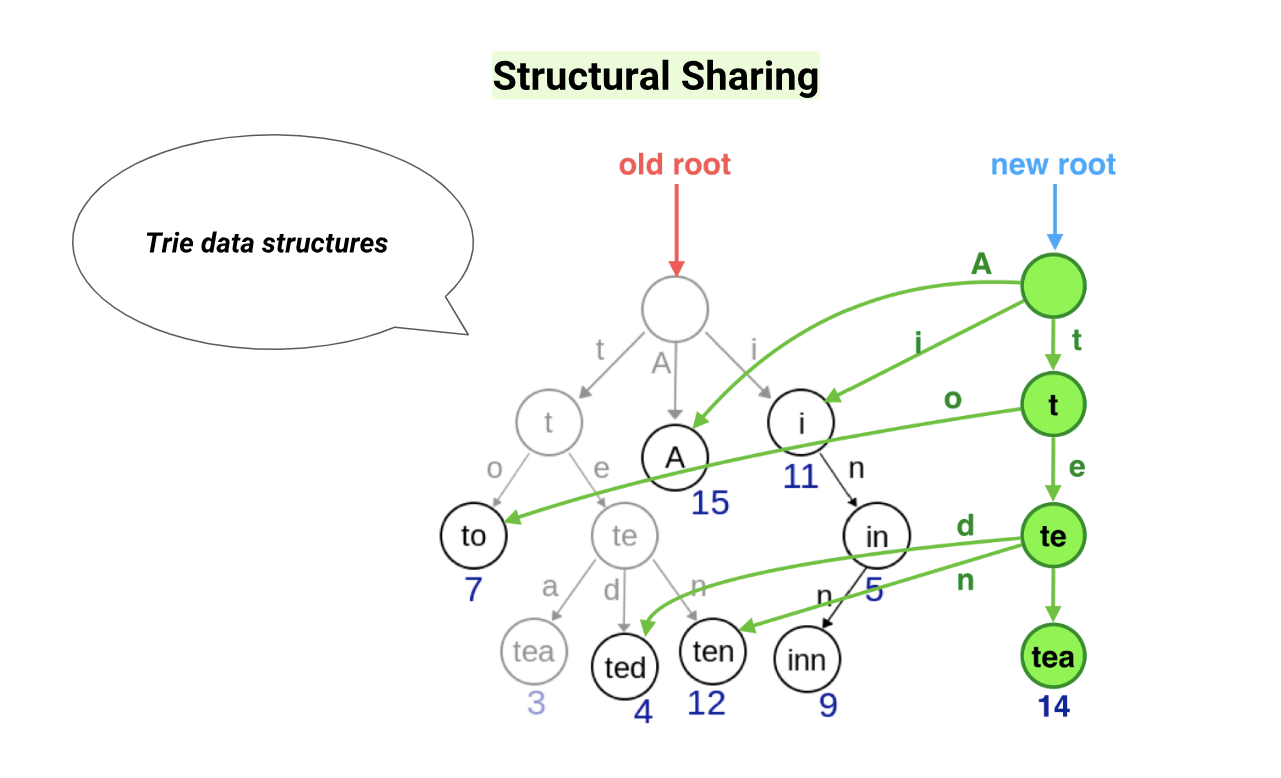 Structural Sharing
old root
new root
Trie data structures
A
t A i
i
t
t
i
o
t
A
15
11
o e
n
e
to
7
te
in
5
d
te
a d n
n
n
tea
3
ted
4
ten
12
inn
9
tea
14